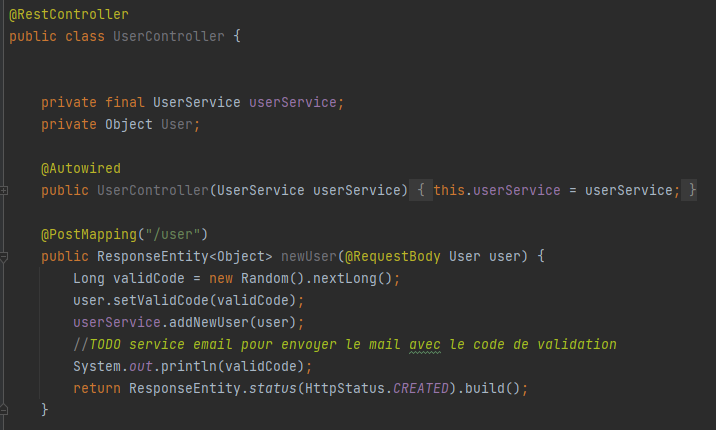 @RestController
public class UserController {
private final UserService userService;
private Object User;
@Autowired
public UserController(UserService userService) { this.userService = userService; }
@PostMapping("/user")
public ResponseEntity<Object> newUser(@RequestBody User user) {
Long validCode = new Random().nextLong();
user.setValidCode(validCode);
userService.addNewUser(user);
//TODO service email pour envoyer le mail avec le code de validation
System.out.println(validCode);
return ResponseEntity.status(HttpStatus.CREATED).build();
}